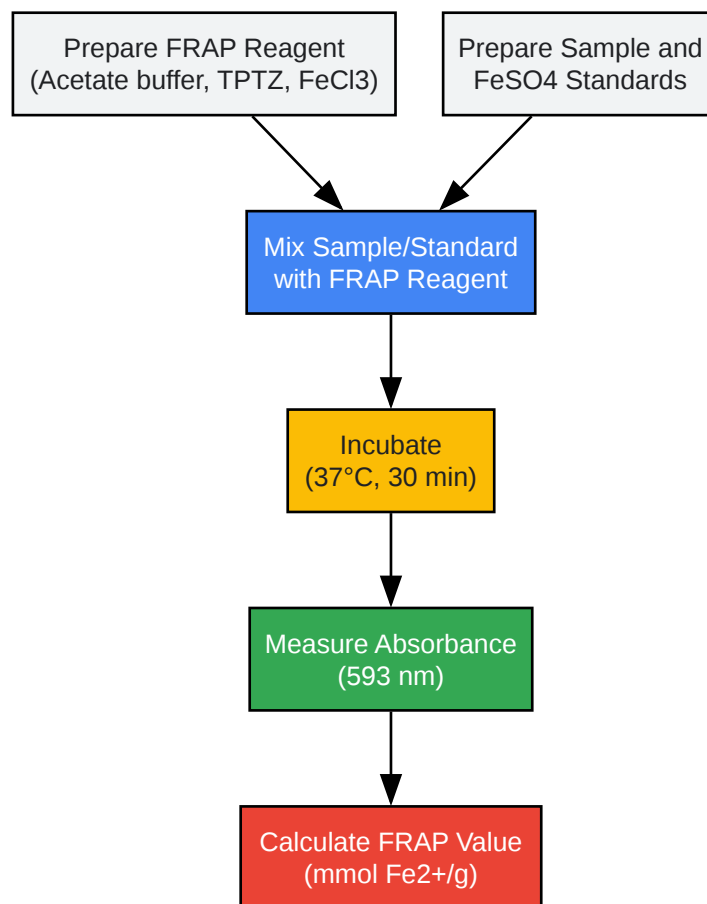 Prepare FRAP Reagent
(Acetate buffer, TPTZ, FeCl3)
Prepare Sample and
FeSO4 Standards
Mix Sample/Standard
with FRAP Reagent
Incubate
(37°C, 30 min)
Measure Absorbance
(593 nm)
Calculate FRAP Value
(mmol Fe2+/g)